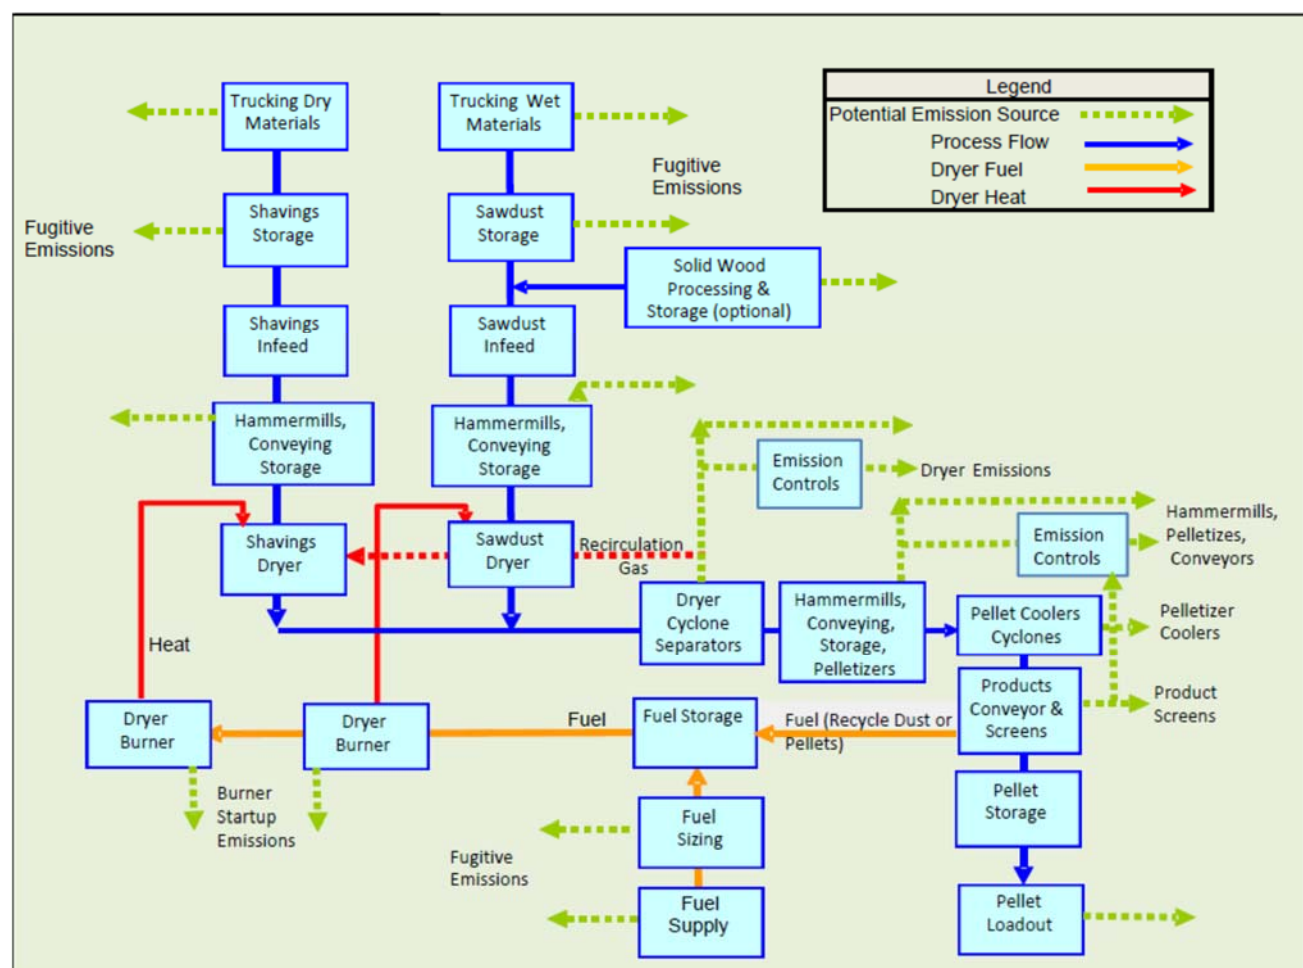 Legend
Potential Emission Source
Process Flow
Dryer Fuel
Dryer Heat
Trucking Dry
Materials
Trucking Wet
Materials
Fugitive
Emissions
Fugitive
Emissions
Shavings
Storage
Sawdust
Storage
Solid Wood
Processing &
Storage (optional)
Shavings
Infeed
Sawdust
Infeed
Hammermills,
Conveying
Storage
Hammermills,
Conveying
Storage
Emission
Controls
Dryer Emissions
Shavings
Dryer
Sawdust
Dryer
Recirculation
Gas
Emission
Controls
Hammermills,
Pelletizes,
Conveyors
Dryer
Cyclone
Separators
Hammermills,
Conveying,
Storage,
Pelletizers
Pellet Coolers
Cyclones
Pelletizer
Coolers
Heat
Dryer
Burner
Dryer
Burner
Fuel
Fuel Storage
Fuel (Recycle Dust or
Pellets)
Products
Conveyor &
Screens
Product
Screens
Burner
Startup
Emissions
Fuel
Sizing
Pellet
Storage
Fugitive
Emissions
Fuel
Supply
Pellet
Loadout